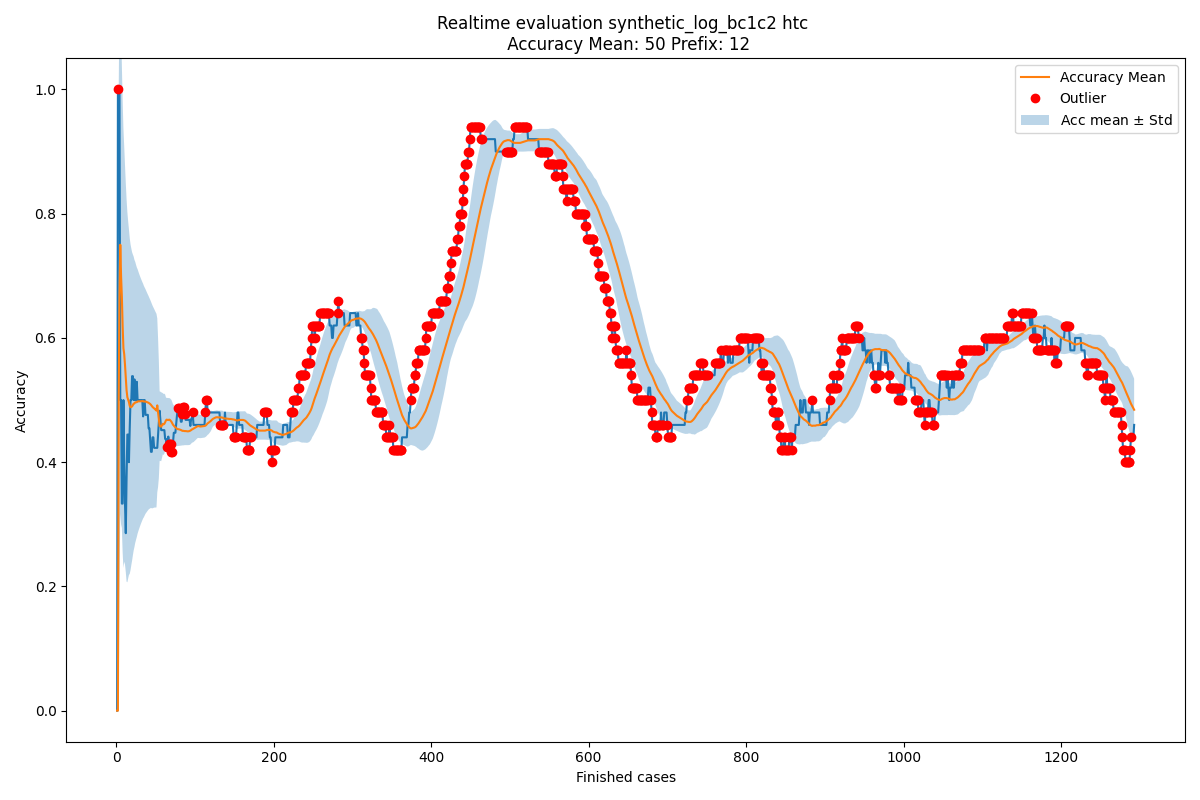 Realtime evaluation synthetic_log_bc1c2 htc
Accuracy Mean: 50 Prefix: 12
Accuracy Mean
Outlier
Acc mean ± Std
1.0
0.8
0.6
0.4
0.2
0.0
Accuracy
0 200 400 600 800 1000 1200
Finished cases